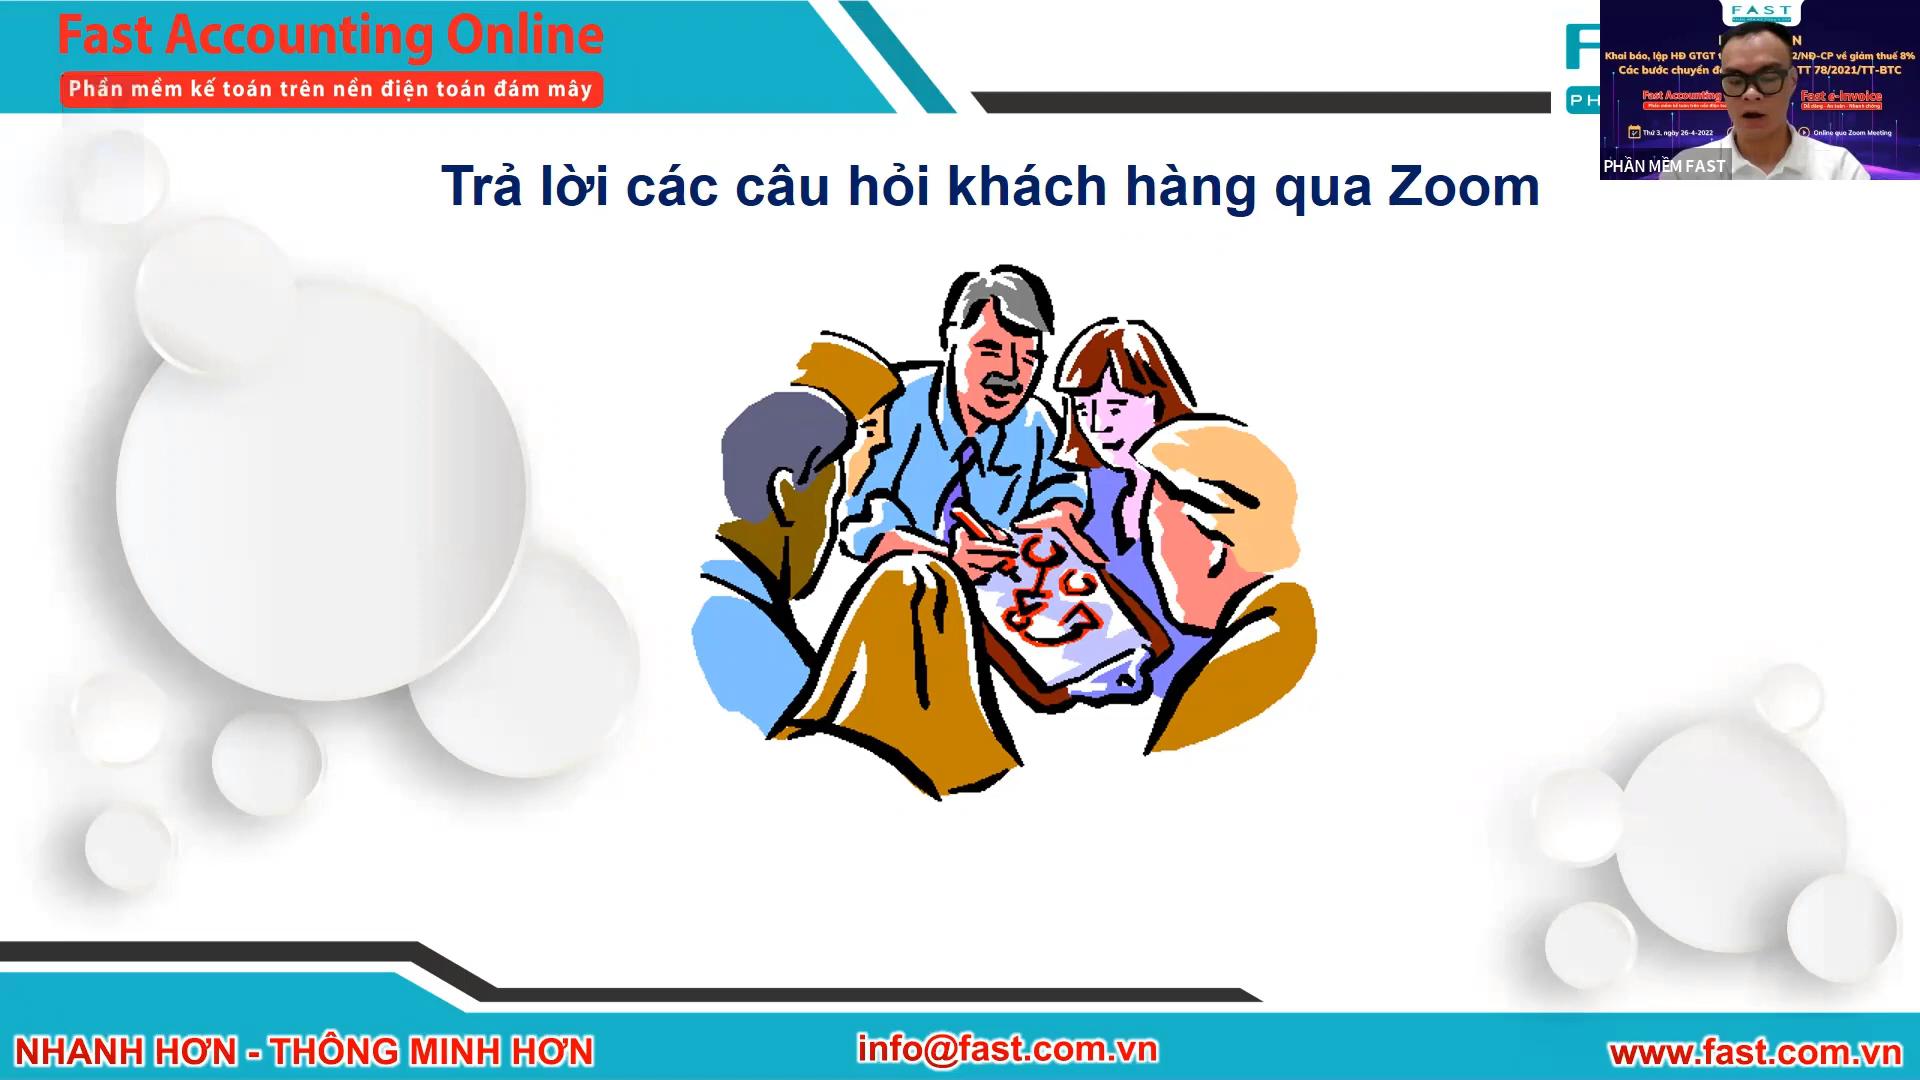 Fast Accounting Online
Phần mềm kế toán trên nền điện toán đám mây
PH
FAST
Khai báo, lập HĐ GTGT
2/NĐ-CP về giảm thuế 8%
Các bước chuyển
TT 78/2021/TT-BTC
Fast Accounting
Fast e-Invoice
Thứ 3, ngày 26-4-2022
Online qua Zoom Meeting
PHẦN MỀM FAST
Trả lời các câu hỏi khách hàng qua Zoom
NHANH HƠN - THÔNG MINH HƠN
info@fast.com.vn
www.fast.com.vn